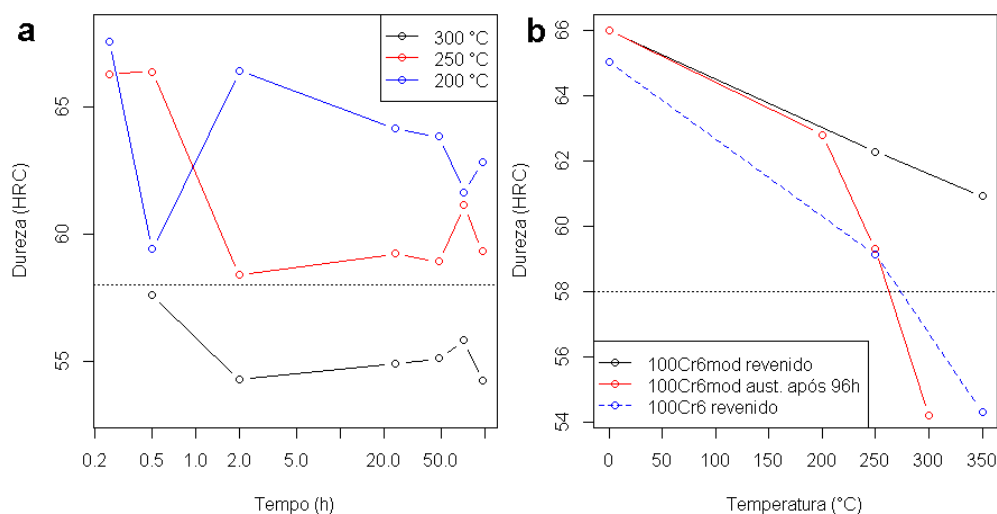 a
300 °C
250 °C
200 °C
65
60
55
Dureza (HRC)
0.2 0.5 1.0 2.0 5.0 20.0 50.0
Tempo (h)
b
66
64
62
60
58
56
54
Dureza (HRC)
100Cr6mod revenido
100Cr6mod aust. após 96h
100Cr6 revenido
0 50 100 150 200 250 300 350
Temperatura (°C)